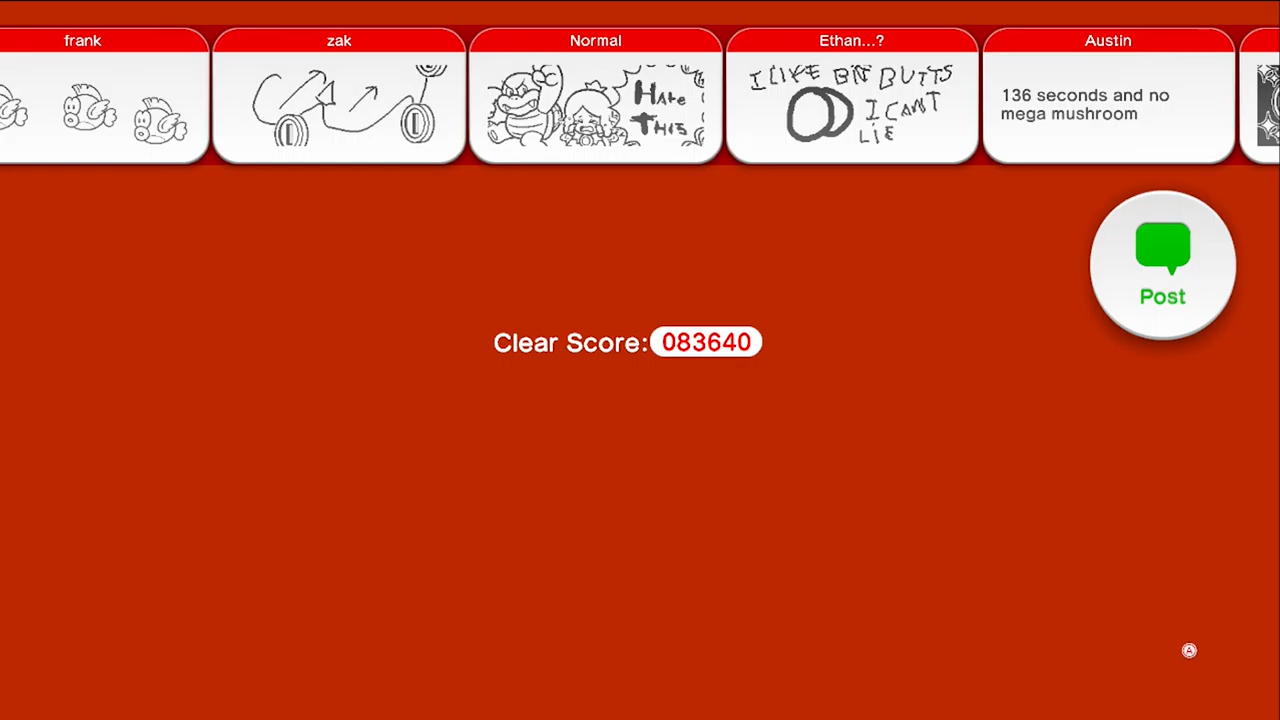 frank
zak
Normal
Ethan...?
Austin
HAte
THIS
I LIKE BIG BUTTS
I CANT
LIE
136 seconds and no
mega mushroom
Post
Clear Score: 083640
A